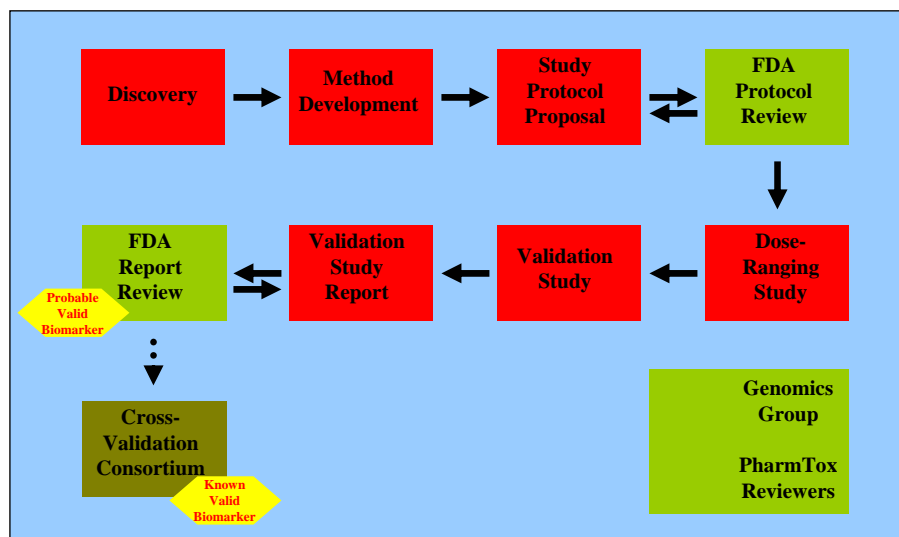 Discovery
Method
Development
Study
Protocol
Proposal
FDA
Protocol
Review
FDA
Report
Review
Validation
Study
Report
Validation
Study
Dose-
Ranging
Study
Probable
Valid
Biomarker
Cross-
Validation
Consortium
Known
Valid
Biomarker
Genomics
Group
PharmTox
Reviewers